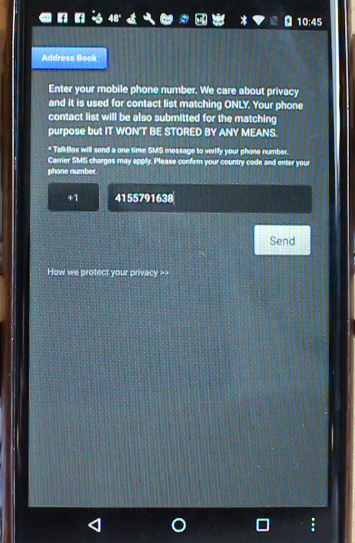 48°
10:45
Address Book
Enter your mobile phone number. We care about privacy
and it is used for contact list matching ONLY. Your phone
contact list will be also submitted for the matching
purpose but IT WON'T BE STORED BY ANY MEANS.
* TalkBox will send a one time SMS message to verify your phone number.
Carrier SMS charges may apply. Please confirm your country code and enter your
phone number.
+1 4155791638
Send
How we protect your privacy >>